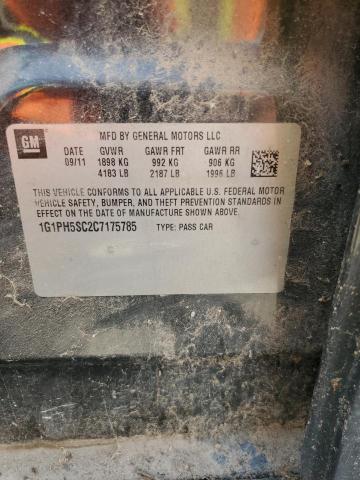 GM
MFD BY GENERAL MOTORS LLC
DATE GVWR GAWR FRT GAWR RR
09/11 1898 KG 992 KG 906 KG
4183 LB 2187 LB 1996 LB
THIS VEHICLE CONFORMS TO ALL APPLICABLE U.S. FEDERAL MOTOR
VEHICLE SAFETY, BUMPER, AND THEFT PREVENTION STANDARDS IN
EFFECT ON THE DATE OF MANUFACTURE SHOWN ABOVE.
1G1PH5SC2C7175785 TYPE: PASS CAR